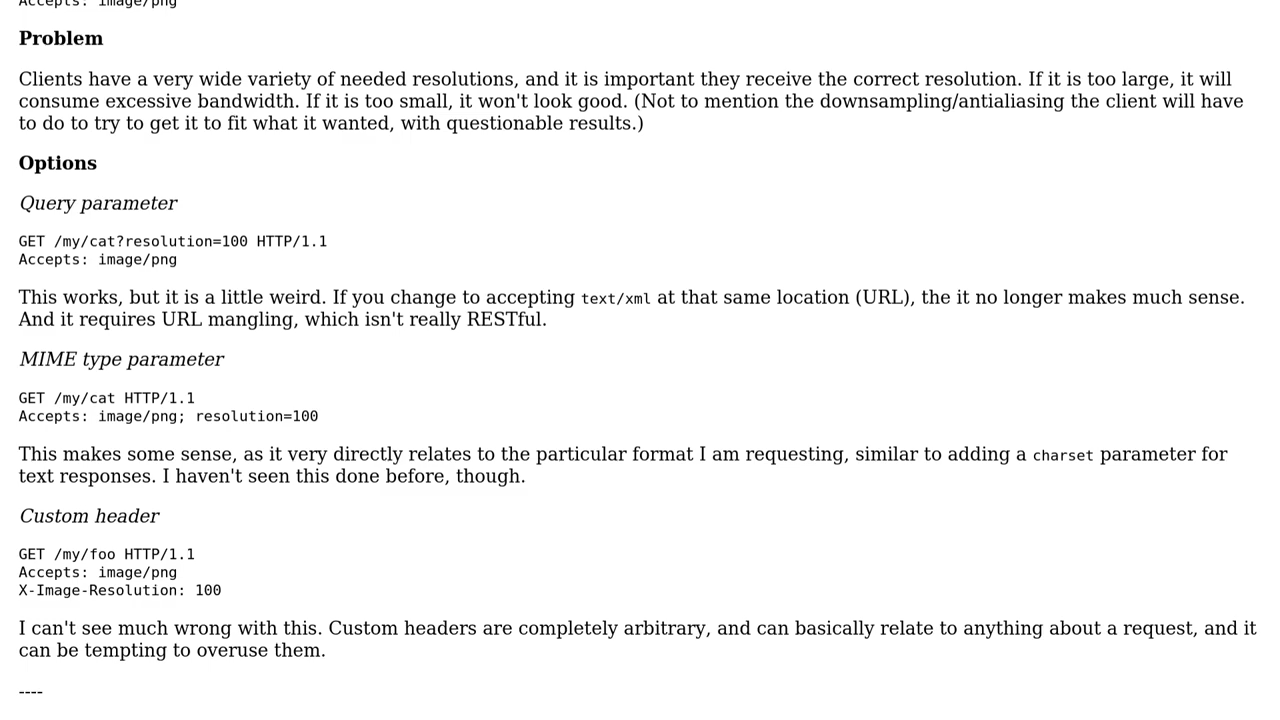 Accepts: image/png
Problem
Clients have a very wide variety of needed resolutions, and it is important they receive the correct resolution. If it is too large, it will
consume excessive bandwidth. If it is too small, it won't look good. (Not to mention the downsampling/antialiasing the client will have
to do to try to get it to fit what it wanted, with questionable results.)
Options
Query parameter
GET /my/cat?resolution=100 HTTP/1.1
Accepts: image/png
This works, but it is a little weird. If you change to accepting text/xml at that same location (URL), the it no longer makes much sense.
And it requires URL mangling, which isn't really RESTful.
MIME type parameter
GET /my/cat HTTP/1.1
Accepts: image/png; resolution=100
This makes some sense, as it very directly relates to the particular format I am requesting, similar to adding a charset parameter for
text responses. I haven't seen this done before, though.
Custom header
GET /my/foo HTTP/1.1
Accepts: image/png
X-Image-Resolution: 100
I can't see much wrong with this. Custom headers are completely arbitrary, and can basically relate to anything about a request, and it
can be tempting to overuse them.
----